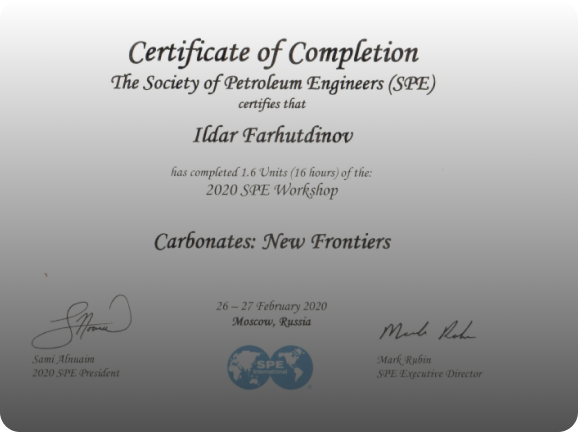 Certificate of Completion
The Society of Petroleum Engineers (SPE)
certifies that
Ildar Farhutdinov
has completed 1.6 Units (16 hours) of the:
2020 SPE Workshop
Carbonates: New Frontiers
26 – 27 February 2020
Moscow, Russia
Sami Alnuaim
2020 SPE President
SPE
International
Mark Rubin
SPE Executive Director